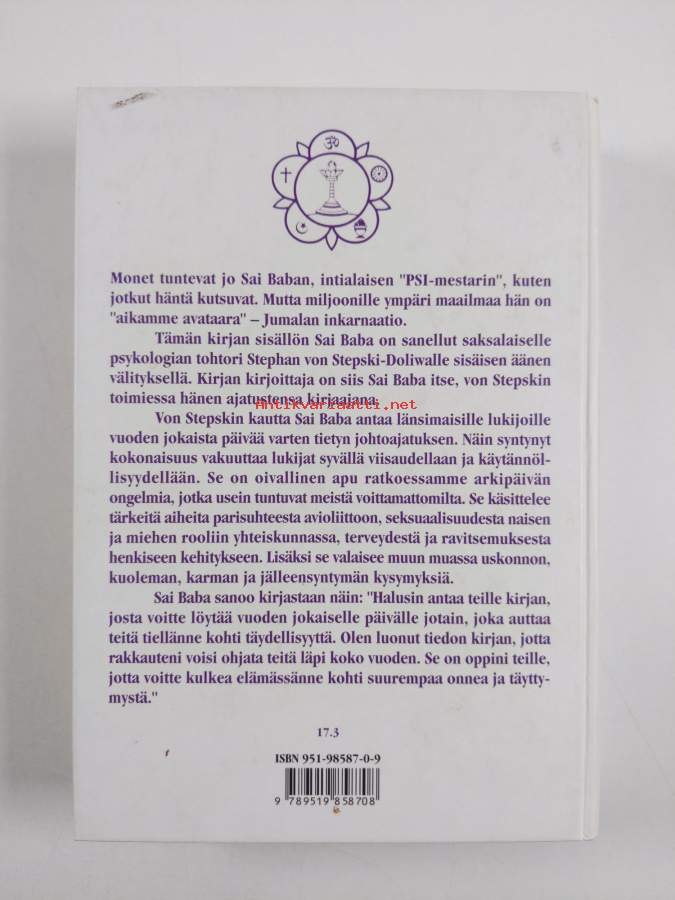 ॐ
Monet tuntevat jo Sai Baban, intialaisen "PSI-mestarin", kuten
jotkut häntä kutsuvat. Mutta miljoonille ympäri maailmaa hän on
"aikamme avataara" – Jumalan inkarnaatio.
Tämän kirjan sisällön Sai Baba on sanellut saksalaiselle
psykologian tohtori Stephan von Stepski-Doliwalle sisäisen äänen
välityksellä. Kirjan kirjoittaja on siis Sai Baba itse, von Stepskin
toimiessa hänen ajatustensa kirjaajana.
Antikvariaatti.net
Von Stepskin kautta Sai Baba antaa länsimaisille lukijoille
vuoden jokaista päivää varten tietyn johtoajatuksen. Näin syntynyt
kokonaisuus vakuuttaa lukijat syvällä viisaudellaan ja käytännöl-
lisyydellään. Se on oivallinen apu ratkoessamme arkipäivän
ongelmia, jotka usein tuntuvat meistä voittamattomilta. Se käsittelee
tärkeitä aiheita parisuhteesta avioliittoon, seksuaalisuudesta naisen
ja miehen rooliin yhteiskunnassa, terveydestä ja ravitsemuksesta
henkiseen kehitykseen. Lisäksi se valaisee muun muassa uskonnon,
kuoleman, karman ja jälleensyntymän kysymyksiä.
Sai Baba sanoo kirjastaan näin: "Halusin antaa teille kirjan,
josta voitte löytää vuoden jokaiselle päivälle jotain, joka auttaa
teitä tiellänne kohti täydellisyyttä. Olen luonut tiedon kirjan, jotta
rakkauteni voisi ohjata teitä läpi koko vuoden. Se on oppini teille,
jotta voitte kulkea elämässänne kohti suurempaa onnea ja täytty-
mystä."
17.3
ISBN 951-98587-0-9
9 789519 858708